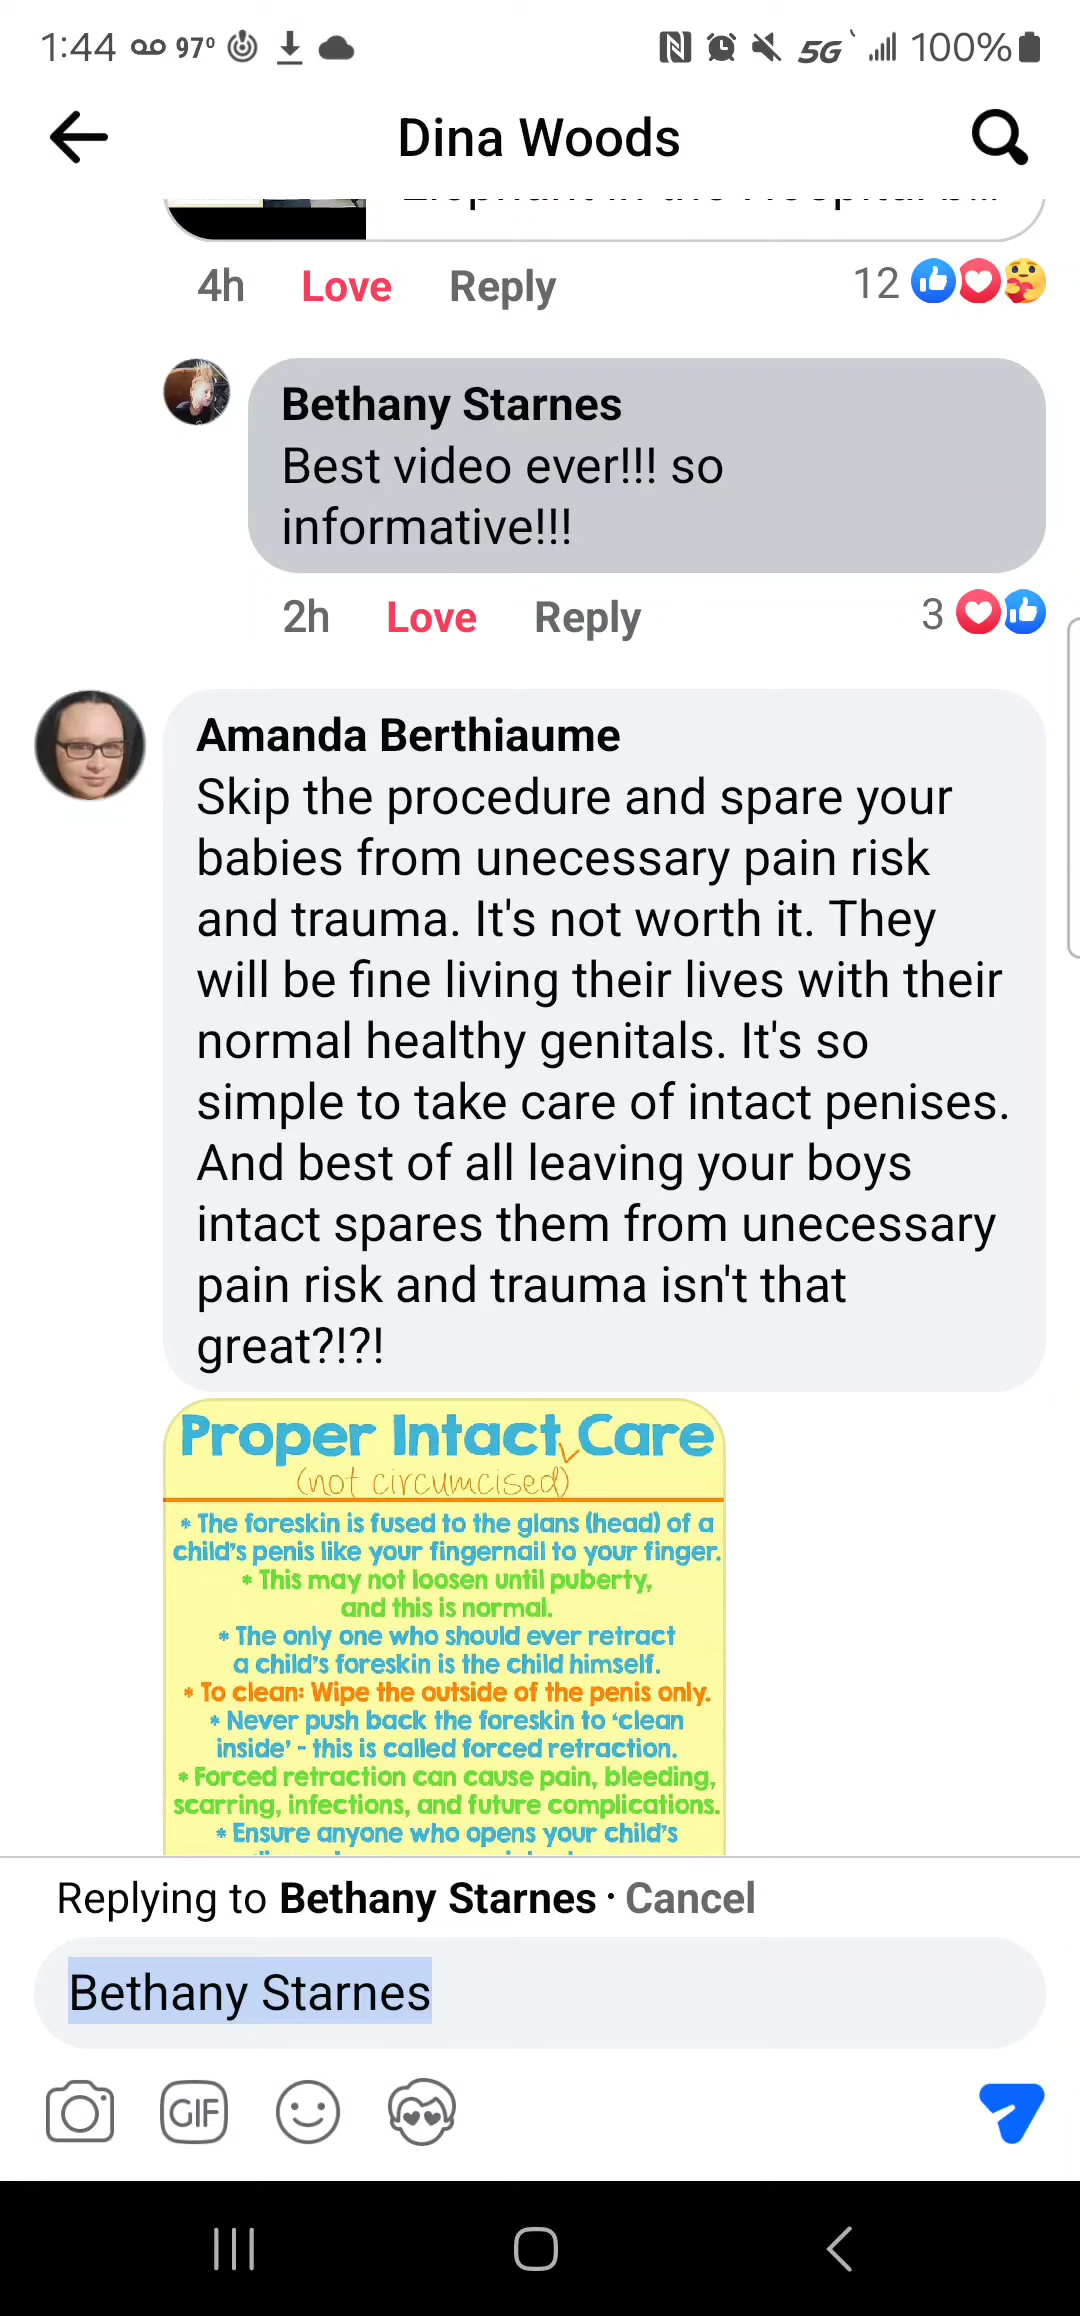 1:44 97° 5G 100%
Dina Woods
4h Love Reply 12
Bethany Starnes
Best video ever!!! so
informative!!!
2h Love Reply 3
Amanda Berthiaume
Skip the procedure and spare your
babies from unecessary pain risk
and trauma. It's not worth it. They
will be fine living their lives with their
normal healthy genitals. It's so
simple to take care of intact penises.
And best of all leaving your boys
intact spares them from unecessary
pain risk and trauma isn't that
great?!?!
Proper Intact Care
(not circumcised)
* The foreskin is fused to the glans (head) of a
child's penis like your fingernail to your finger.
* This may not loosen until puberty,
and this is normal.
* The only one who should ever retract
a child's foreskin is the child himself.
* To clean: Wipe the outside of the penis only.
* Never push back the foreskin to 'clean
inside' - this is called forced retraction.
* Forced retraction can cause pain, bleeding,
scarring, infections, and future complications.
* Ensure anyone who opens your child's
Replying to Bethany Starnes · Cancel
Bethany Starnes
GIF